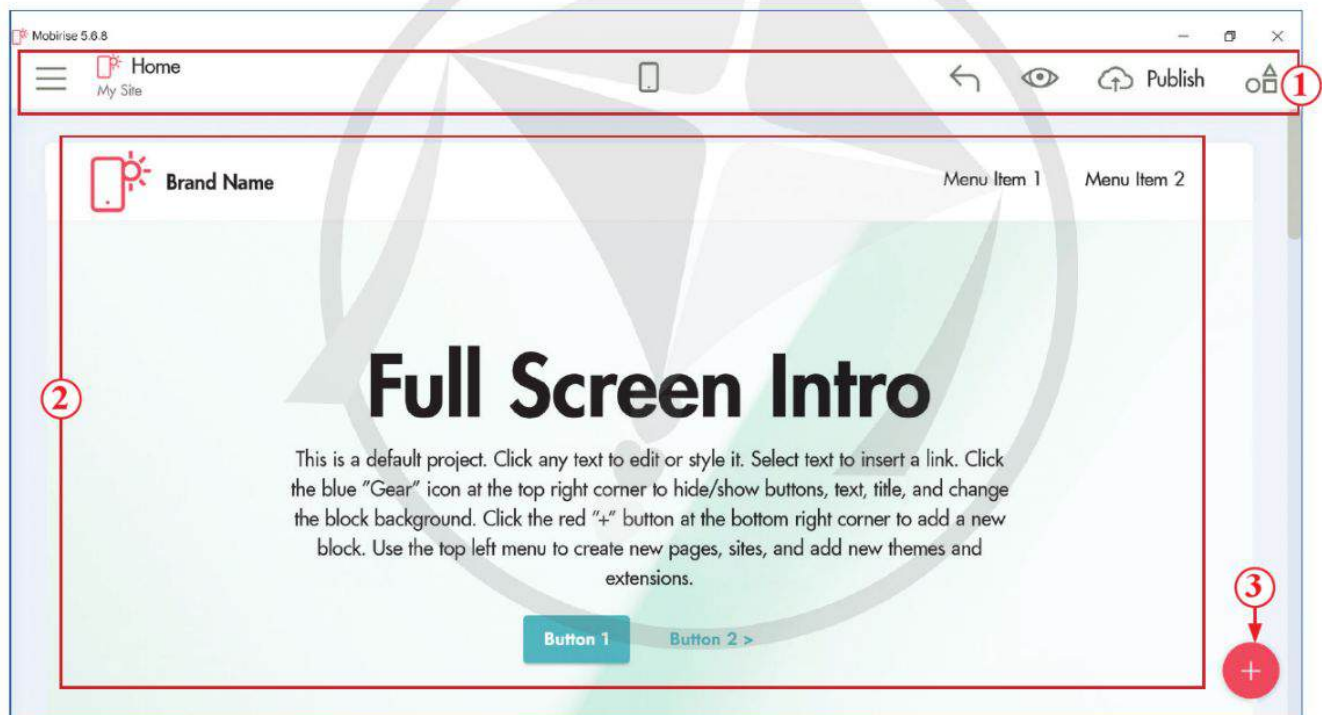 Mobirise 5.6.8
Home
My Site
Publish
1
Brand Name
Menu Item 1
Menu Item 2
2
Full Screen Intro
This is a default project. Click any text to edit or style it. Select text to insert a link. Click
the blue "Gear" icon at the top right corner to hide/show buttons, text, title, and change
the block background. Click the red "+" button at the bottom right corner to add a new
block. Use the top left menu to create new pages, sites, and add new themes and
extensions.
3
Button 1
Button 2 >
+